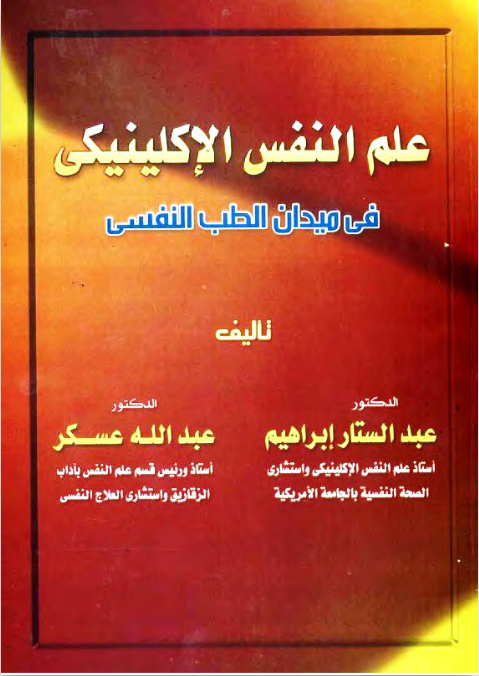 علم النفس الإكلينيكى
فى ميدان الطب النفسى
تأليف
الدكتور
عبد الستار إبراهيم
أستاذ علم النفس الإكلينيكى واستشارى
الصحة النفسية بالجامعة الأمريكية
الدكتور
عبد الله عسكر
أستاذ ورئيس قسم علم النفس بآداب
الزقازيق واستشارى العلاج النفسى